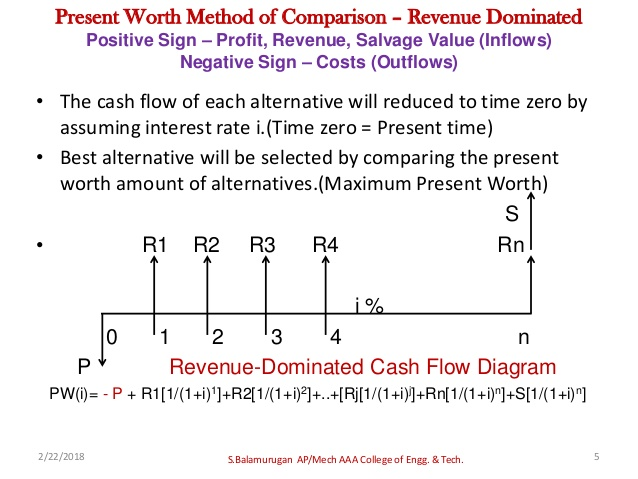 Present Worth Method of Comparison – Revenue Dominated
Positive Sign – Profit, Revenue, Salvage Value (Inflows)
Negative Sign – Costs (Outflows)
• The cash flow of each alternative will reduced to time zero by
assuming interest rate i.(Time zero = Present time)
• Best alternative will be selected by comparing the present
worth amount of alternatives.(Maximum Present Worth)
S
• R1 R2 R3 R4 Rn
i %
0 1 2 3 4 n
P Revenue-Dominated Cash Flow Diagram
PW(i)= - P + R1[1/(1+i)¹]+R2[1/(1+i)²]+..+[Rj[1/(1+i)ʲ]+Rn[1/(1+i)ⁿ]+S[1/(1+i)ⁿ]
2/22/2018 S.Balamurugan AP/Mech AAA College of Engg. & Tech. 5